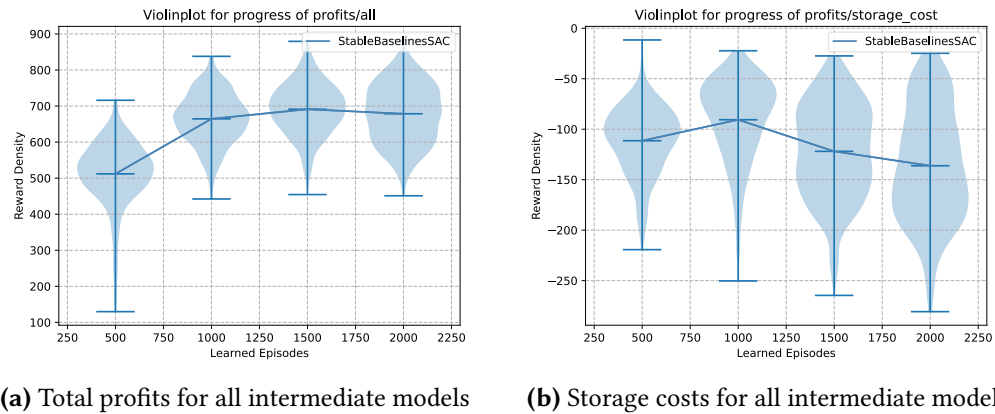 Violinplot for progress of profits/all
StableBaselinesSAC
900
800
700
600
500
400
300
200
100
Reward Density
250 500 750 1000 1250 1500 1750 2000 2250
Learned Episodes
(a) Total profits for all intermediate models
Violinplot for progress of profits/storage_cost
StableBaselinesSAC
0
−50
−100
−150
−200
−250
Reward Density
250 500 750 1000 1250 1500 1750 2000 2250
Learned Episodes
(b) Storage costs for all intermediate model